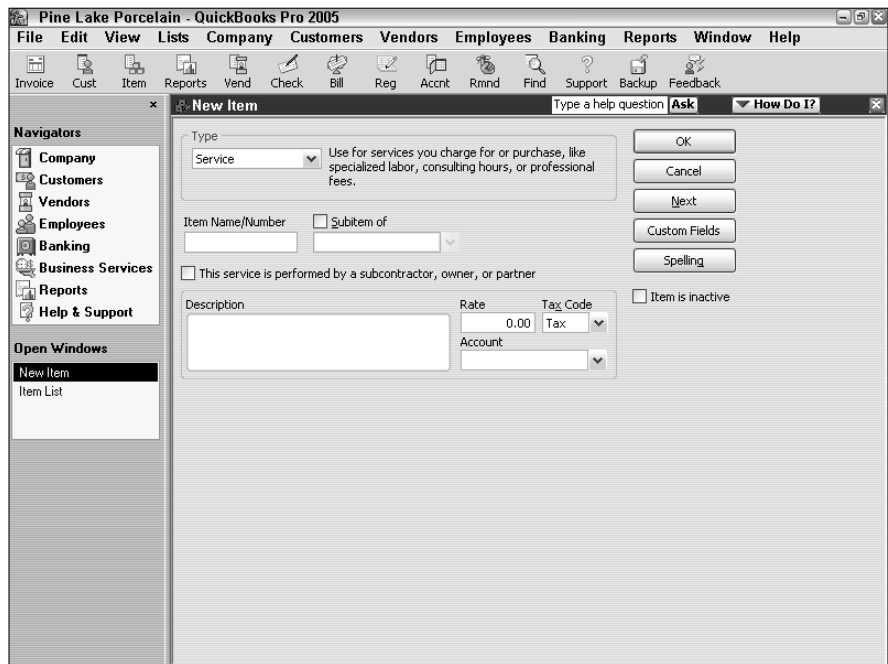 Pine Lake Porcelain - QuickBooks Pro 2005
File Edit View Lists Company Customers Vendors Employees Banking Reports Window Help
Invoice Cust Item Reports Vend Check Bill Reg Accnt Rmnd Find Support Backup Feedback
New Item Type a help question Ask How Do I?
Navigators
Company
Customers
Vendors
Employees
Banking
Business Services
Reports
Help & Support
Open Windows
New Item
Item List
Type
Service
Use for services you charge for or purchase, like
specialized labor, consulting hours, or professional
fees.
Item Name/Number Subitem of
This service is performed by a subcontractor, owner, or partner
Description Rate Tax Code
0.00 Tax
Account
OK
Cancel
Next
Custom Fields
Spelling
Item is inactive